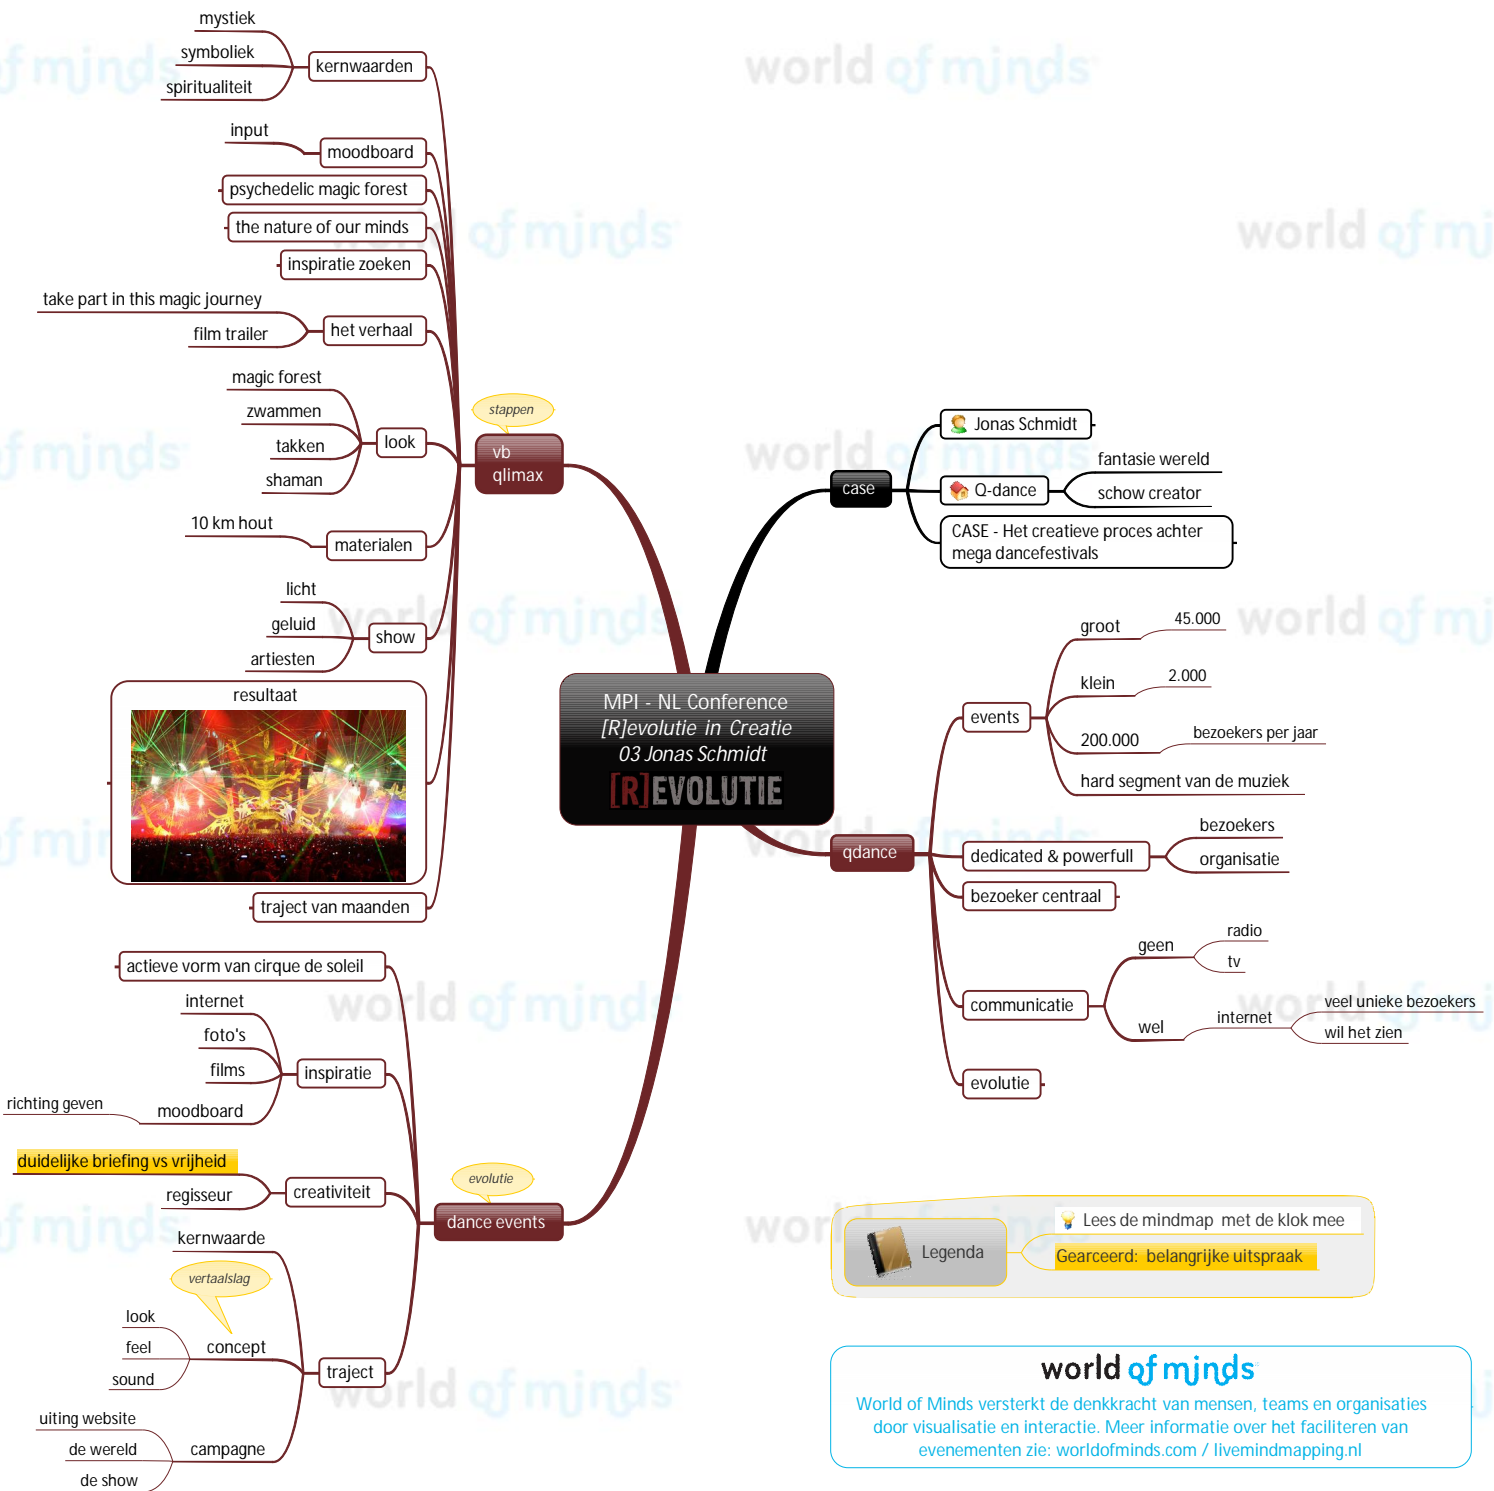 MPI - NL Conference
[R]evolutie in Creatie
03 Jonas Schmidt
[R]EVOLUTIE
case
Jonas Schmidt
Q-dance
fantasie wereld
schow creator
CASE - Het creatieve proces achter
mega dancefestivals
qdance
events
groot
45.000
klein
2.000
200.000
bezoekers per jaar
hard segment van de muziek
dedicated & powerfull
bezoekers
organisatie
bezoeker centraal
communicatie
geen
radio
tv
wel
internet
veel unieke bezoekers
wil het zien
evolutie
dance events
evolutie
actieve vorm van cirque de soleil
inspiratie
internet
foto's
films
moodboard
richting geven
creativiteit
duidelijke briefing vs vrijheid
regisseur
traject
kernwaarde
vertaalslag
concept
look
feel
sound
campagne
uiting website
de wereld
de show
stappen
vb
qlimax
kernwaarden
mystiek
symboliek
spiritualiteit
moodboard
input
psychedelic magic forest
the nature of our minds
inspiratie zoeken
het verhaal
take part in this magic journey
film trailer
look
magic forest
zwammen
takken
shaman
materialen
10 km hout
show
licht
geluid
artiesten
resultaat
traject van maanden
Legenda
Lees de mindmap met de klok mee
Gearceerd: belangrijke uitspraak
world of minds
World of Minds versterkt de denkkracht van mensen, teams en organisaties
door visualisatie en interactie. Meer informatie over het faciliteren van
evenementen zie: worldofminds.com / livemindmapping.nl